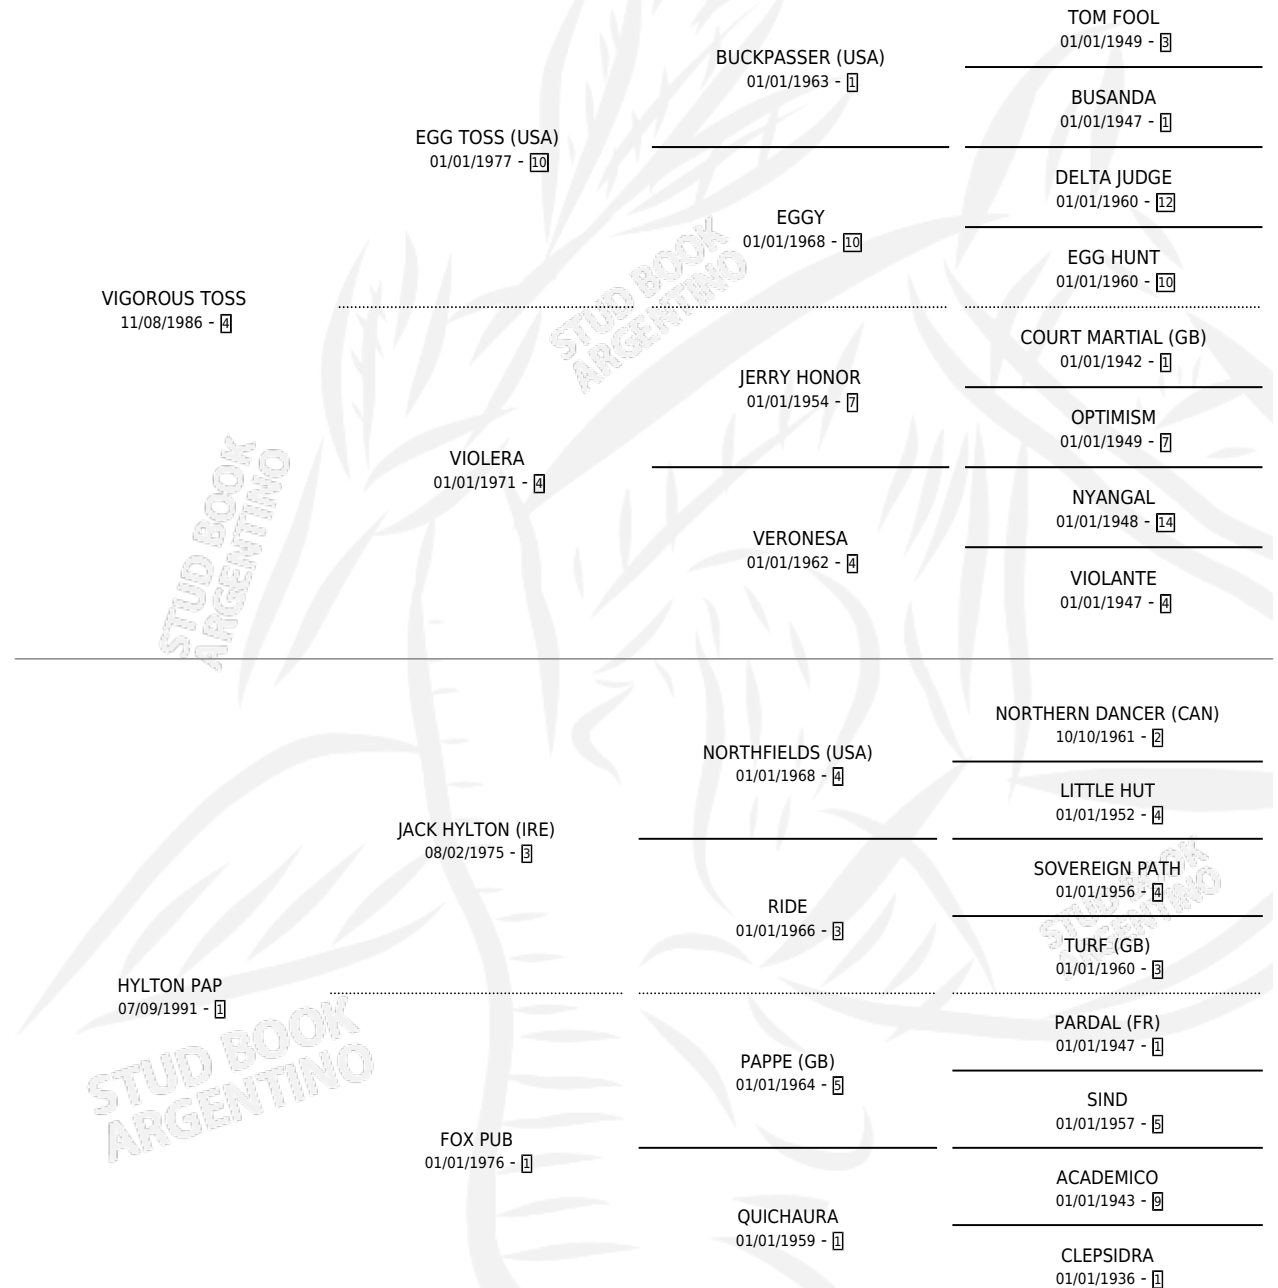 TOM FOOL
01/01/1949 - 3
BUCKPASSER (USA)
01/01/1963 - 1
BUSANDA
01/01/1947 - 1
EGG TOSS (USA)
01/01/1977 - 10
DELTA JUDGE
01/01/1960 - 12
EGGY
01/01/1968 - 10
EGG HUNT
01/01/1960 - 10
VIGOROUS TOSS
11/08/1986 - 4
STUD BOOK
ARGENTINO
COURT MARTIAL (GB)
01/01/1942 - 1
JERRY HONOR
01/01/1954 - 7
OPTIMISM
01/01/1949 - 7
VIOLERA
01/01/1971 - 4
NYANGAL
01/01/1948 - 14
VERONESA
01/01/1962 - 4
VIOLANTE
01/01/1947 - 4
STUD BOOK
ARGENTINO
NORTHERN DANCER (CAN)
10/10/1961 - 2
NORTHFIELDS (USA)
01/01/1968 - 4
LITTLE HUT
01/01/1952 - 4
JACK HYLTON (IRE)
08/02/1975 - 3
SOVEREIGN PATH
01/01/1956 - 4
RIDE
01/01/1966 - 3
TURF (GB)
01/01/1960 - 3
STUD BOOK
ARGENTINO
HYLTON PAP
07/09/1991 - 1
PARDAL (FR)
01/01/1947 - 1
PAPPE (GB)
01/01/1964 - 5
SIND
01/01/1957 - 5
STUD BOOK
ARGENTINO
FOX PUB
01/01/1976 - 1
ACADEMICO
01/01/1943 - 9
QUICHAURA
01/01/1959 - 1
CLEPSIDRA
01/01/1936 - 1